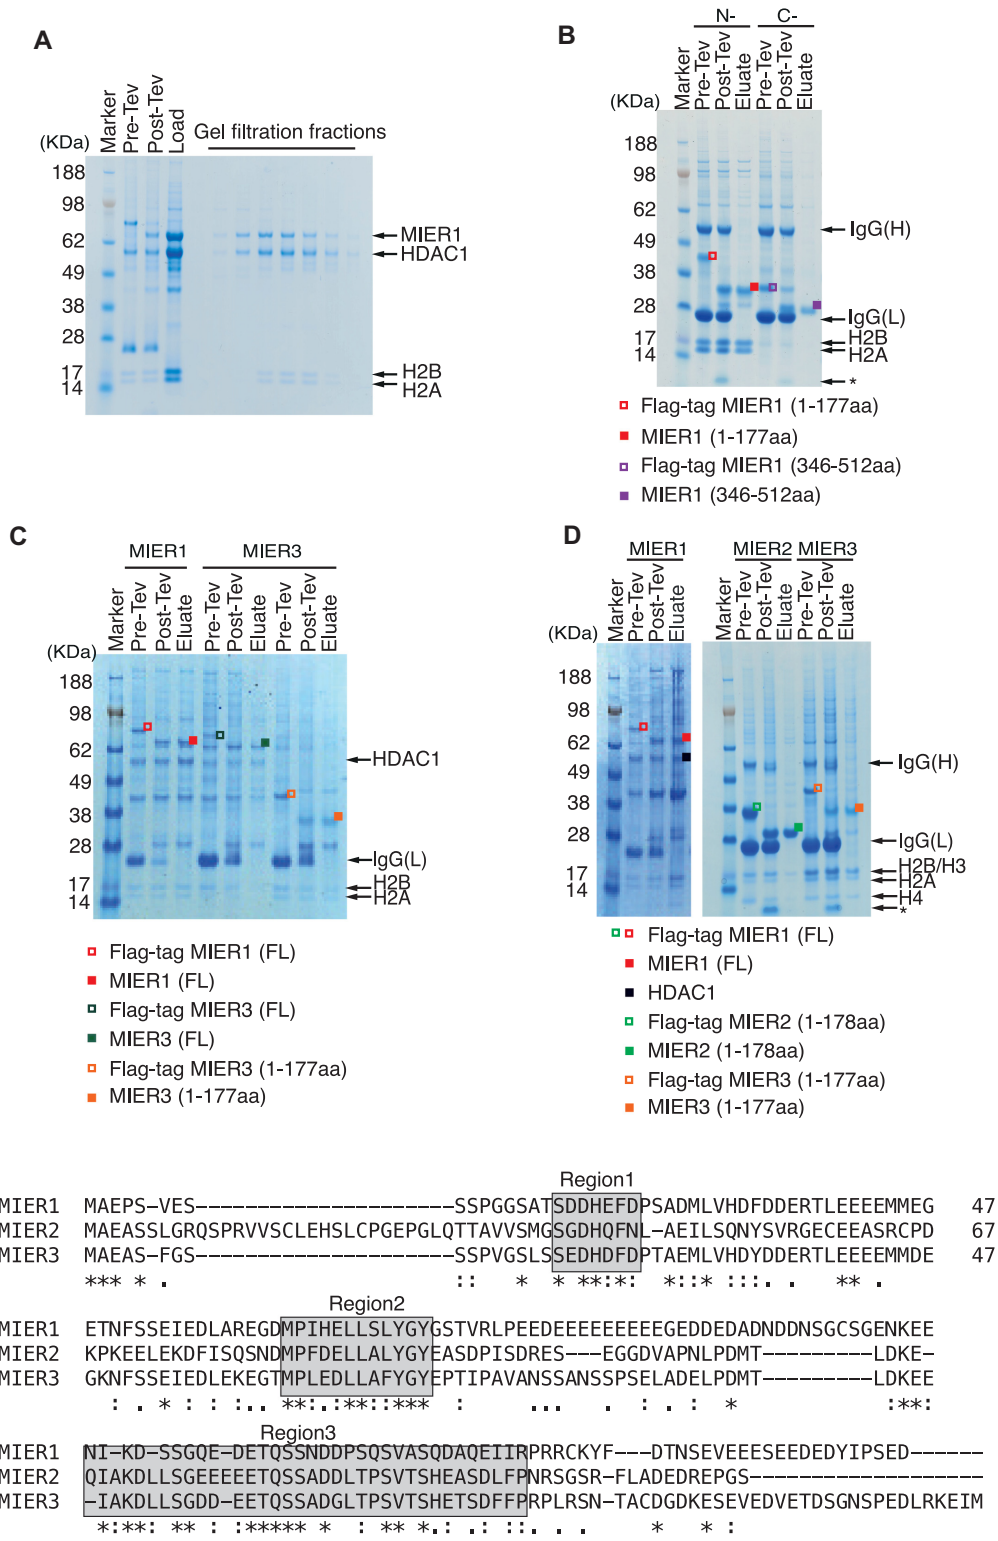 A
Marker
Pre-Tev
Post-Tev
Load
Gel filtration fractions
(KDa)
188
98
62
49
38
28
17
14
MIER1
HDAC1
H2B
H2A
B
N-
C-
Marker
Pre-Tev
Post-Tev
Eluate
Pre-Tev
Post-Tev
Eluate
(KDa)
188
98
62
49
38
28
17
14
IgG(H)
IgG(L)
H2B
H2A
*
Flag-tag MIER1 (1-177aa)
MIER1 (1-177aa)
Flag-tag MIER1 (346-512aa)
MIER1 (346-512aa)
C
MIER1
MIER3
Marker
Pre-Tev
Post-Tev
Eluate
Pre-Tev
Post-Tev
Eluate
Pre-Tev
Post-Tev
Eluate
(KDa)
188
98
62
49
38
28
17
14
HDAC1
IgG(L)
H2B
H2A
Flag-tag MIER1 (FL)
MIER1 (FL)
Flag-tag MIER3 (FL)
MIER3 (FL)
Flag-tag MIER3 (1-177aa)
MIER3 (1-177aa)
D
MIER1
MIER2
MIER3
Marker
Pre-Tev
Post-Tev
Eluate
Marker
Pre-Tev
Post-Tev
Eluate
Pre-Tev
Post-Tev
Eluate
(KDa)
188
98
62
49
38
28
17
14
IgG(H)
IgG(L)
H2B/H3
H2A
H4
*
Flag-tag MIER1 (FL)
MIER1 (FL)
HDAC1
Flag-tag MIER2 (1-178aa)
MIER2 (1-178aa)
Flag-tag MIER3 (1-177aa)
MIER3 (1-177aa)
Region1
MIER1 MAEPS-VES---------------------SSPGGSATSDDHEFDPSADMLVHDFDDERTLEEEEMMEG 47
MIER2 MAEASSLGRQSPRVVSCLEHSLCPGEPGLQTTAVVSMGSGDHQFNL-AEILSQNYSVRGECEEASRCPD 67
MIER3 MAEAS-FGS---------------------SSPVGSLSSEDHDFDPTAEMLVHDYDDERTLEEEEMMDE 47
*** * . :: * * **:*: *::* :::. . ** .
Region2
MIER1 ETNFSSEIEDLAREGDMPIHELLSLYGYGSTVRLPEEDEEEEEEEEEGEDDEDADNDDNSGCSGENKEE
MIER2 KPKEELEKDFISQSNDMPFDELLALYGYEASDPISDRES---EGGDVAPNLPDMT---------LDKE-
MIER3 GKNFSSEIEDLEKEGTMPLEDLLAFYGYEPTIPAVANSSANSSPSELADELPDMT---------LDKEE
: . * : : . **:.:**::*** : ... . : : . * :**:
Region3
MIER1 NI-KD-SSGQE-DETQSSNDDPSQSVASQDAQEIIRPRRCKYF---DTNSEVEEESEEDEDYIPSED------
MIER2 QIAKDLLSGEEEEETQSSADDLTPSVTSHEASDLFPNRSGSR-FLADEDREPGS-------------------
MIER3 -IAKDLLSGDD-EETQSSADGLTPSVTSHETSDFFPRPLRSN-TACDGDKESEVEDVETDSGNSPEDLRKEIM
*:**: **: :***** * : **:*.:.:::. . . * * :